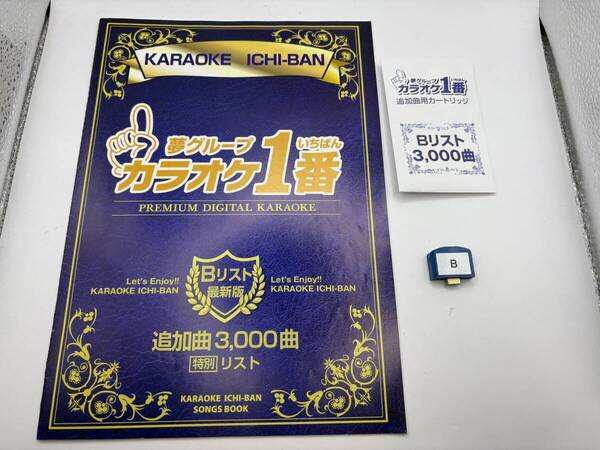 KARAOKE ICHI-BAN
夢グループ
いちばん
カラオケ1番
PREMIUM DIGITAL KARAOKE
Let's Enjoy!!
KARAOKE ICHI-BAN
Bリスト
最新版
Let's Enjoy!!
KARAOKE ICHI-BAN
追加曲3,000曲
特別 リスト
KARAOKE ICHI-BAN
SONGS BOOK
夢グループ
いちばん
カラオケ1番
追加曲用カートリッジ
Bリスト
3,000曲
B